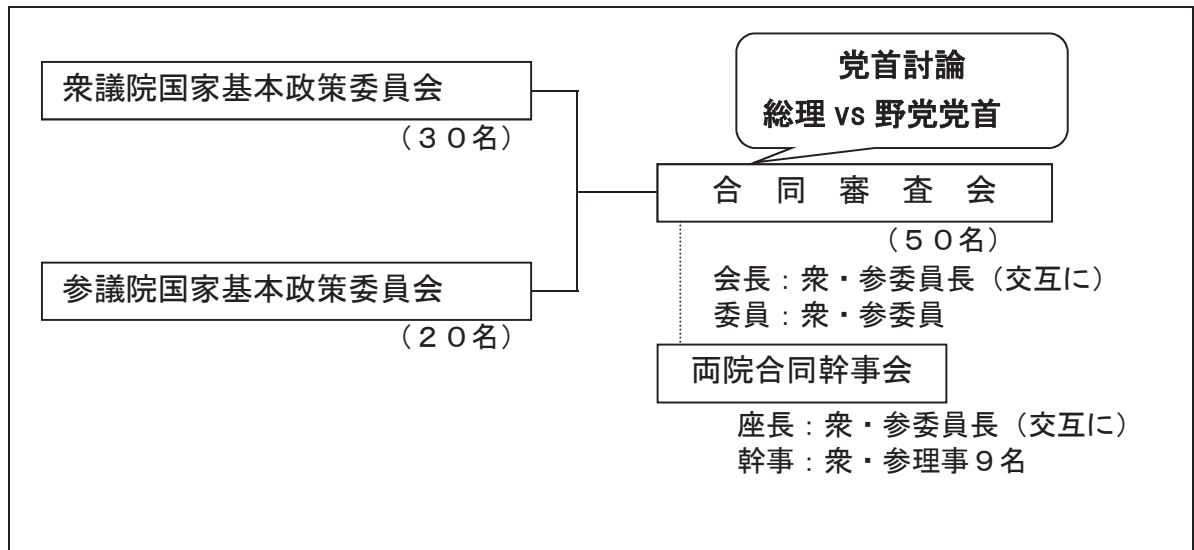 党首討論
総理 vs 野党党首
衆議院国家基本政策委員会
（３０名）
合　同　審　査　会
（５０名）
会長：衆・参委員長（交互に）
委員：衆・参委員
参議院国家基本政策委員会
（２０名）
両院合同幹事会
座長：衆・参委員長（交互に）
幹事：衆・参理事９名